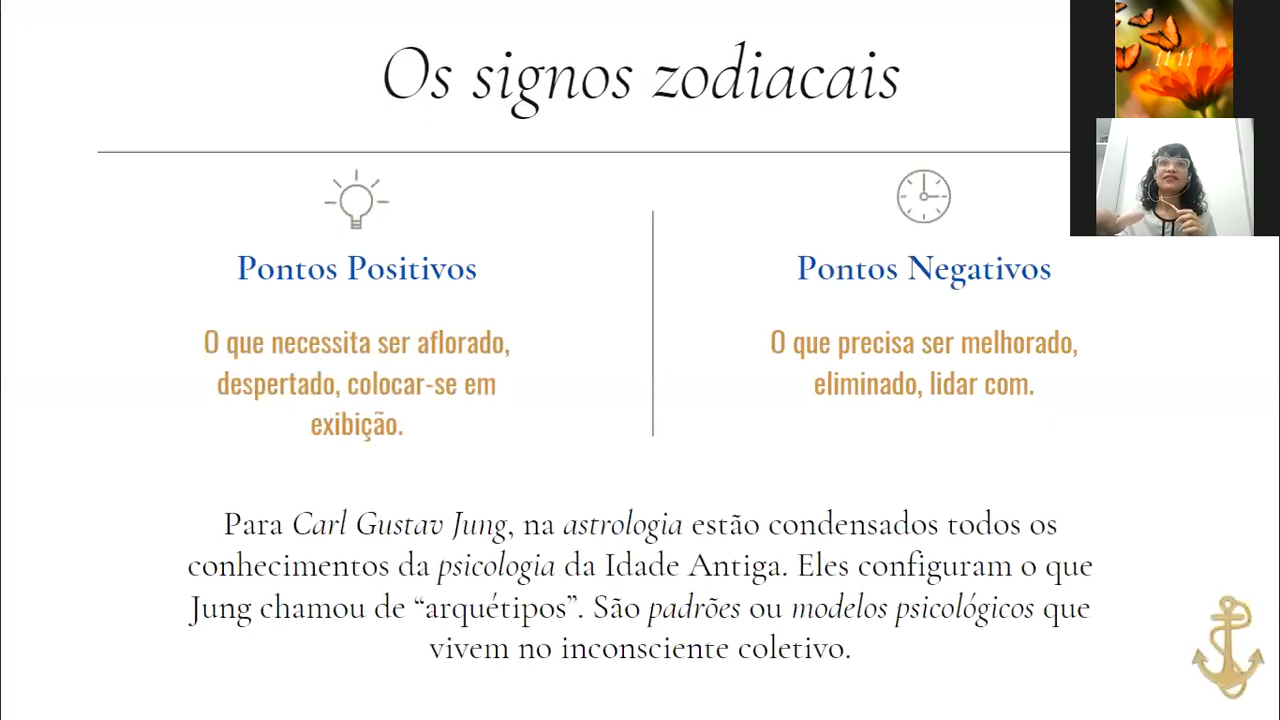 Os signos zodiacais
11 11
Pontos Positivos
O que necessita ser aflorado,
despertado, colocar-se em
exibição.
Pontos Negativos
O que precisa ser melhorado,
eliminado, lidar com.
Para Carl Gustav Jung, na astrologia estão condensados todos os
conhecimentos da psicologia da Idade Antiga. Eles configuram o que
Jung chamou de “arquétipos”. São padrões ou modelos psicológicos que
vivem no inconsciente coletivo.